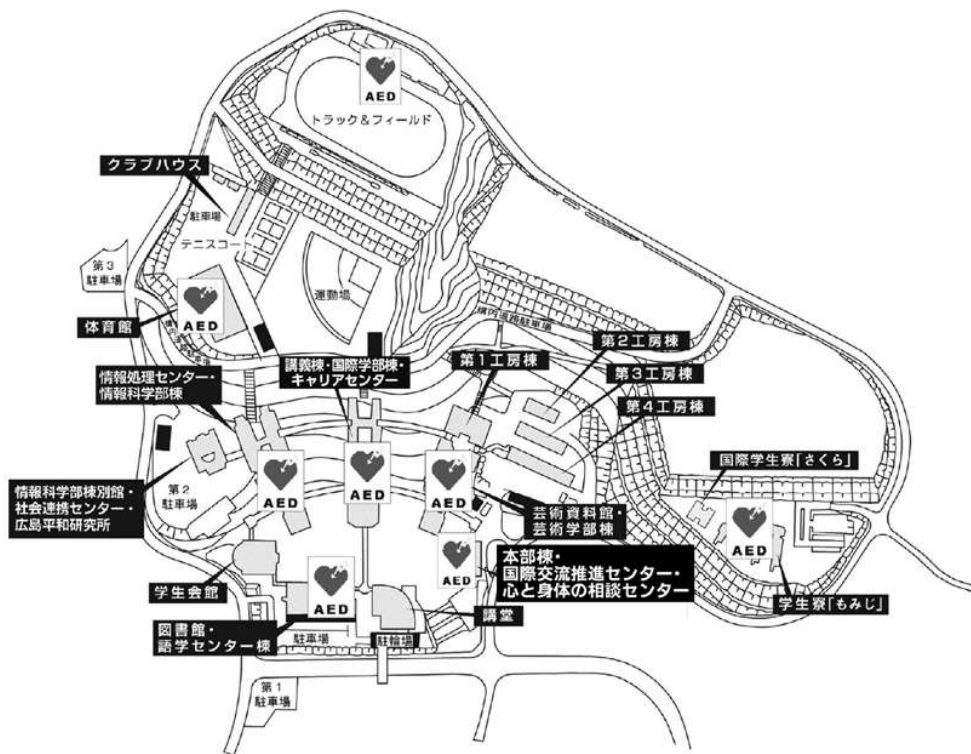 AED
トラック&フィールド
クラブハウス
駐車場
テニスコート
第3
駐車場
運動場
AED
体育館
構内道路駐車場
第2工房棟
講義棟・国際学部棟・
キャリアセンター
第1工房棟
第3工房棟
情報処理センター・
情報科学部棟
第4工房棟
国際学生寮「さくら」
AED
AED
AED
情報科学部棟別館・
社会連携センター・
広島平和研究所
第2
駐車場
芸術資料館・
芸術学部棟
AED
本部棟・
国際交流推進センター・
心と身体の相談センター
AED
学生会館
AED
学生寮「もみじ」
講堂
図書館・
語学センター棟
駐車場
駐輪場
第1
駐車場